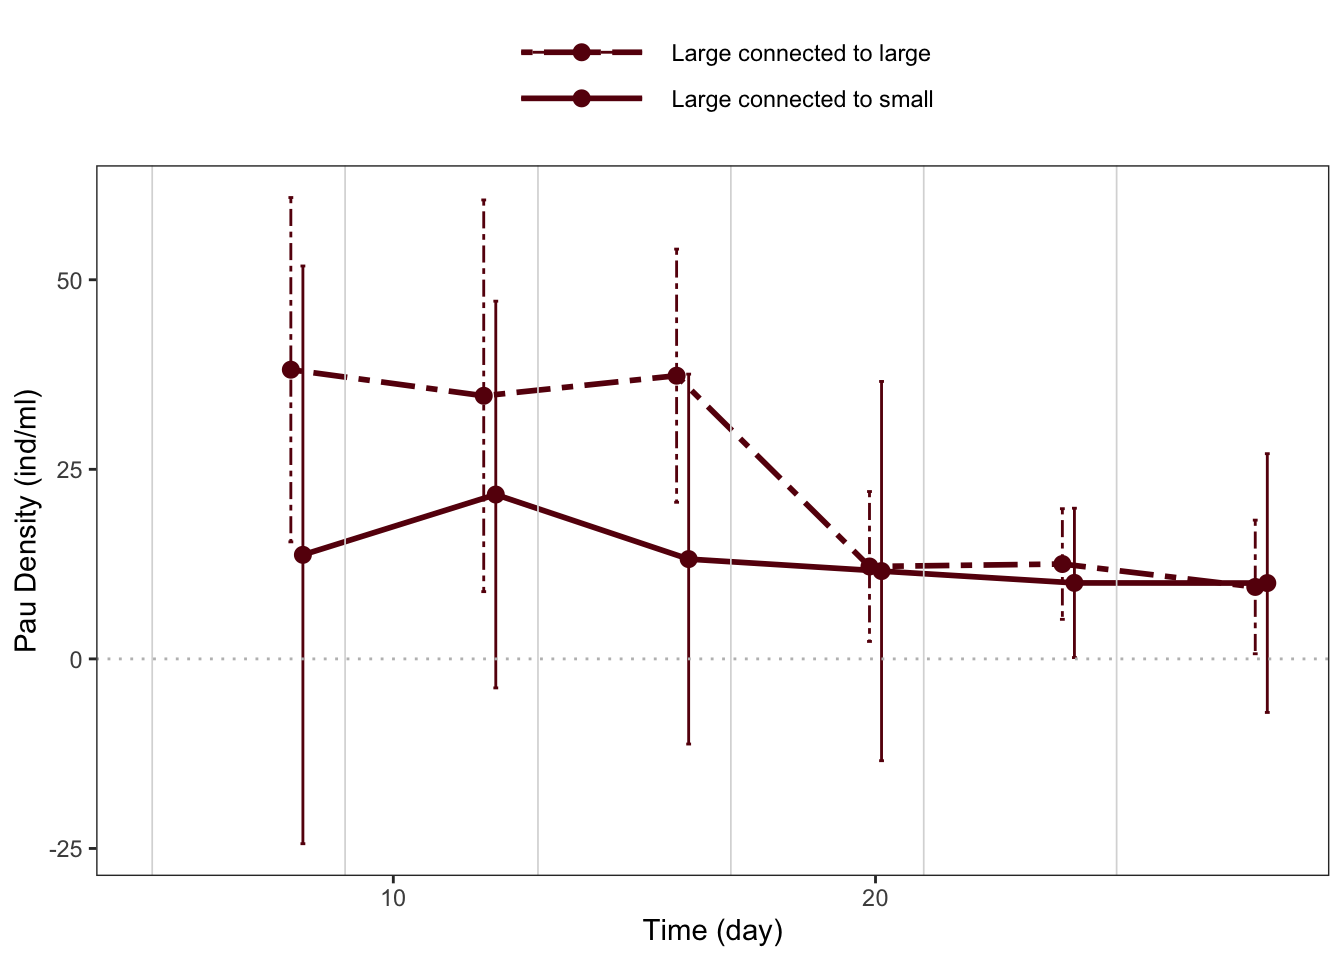 Large connected to large
Large connected to small
Pau Density (ind/ml)
50
25
0
-25
10
20
Time (day)